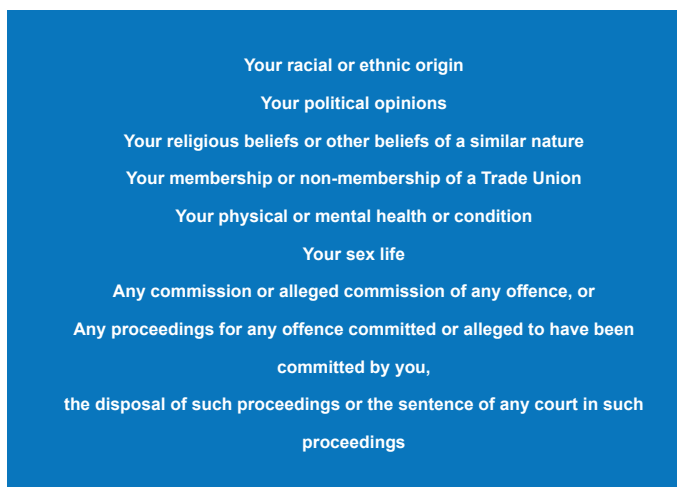 Your racial or ethnic origin
Your political opinions
Your religious beliefs or other beliefs of a similar nature
Your membership or non-membership of a Trade Union
Your physical or mental health or condition
Your sex life
Any commission or alleged commission of any offence, or
Any proceedings for any offence committed or alleged to have been
committed by you,
the disposal of such proceedings or the sentence of any court in such
proceedings